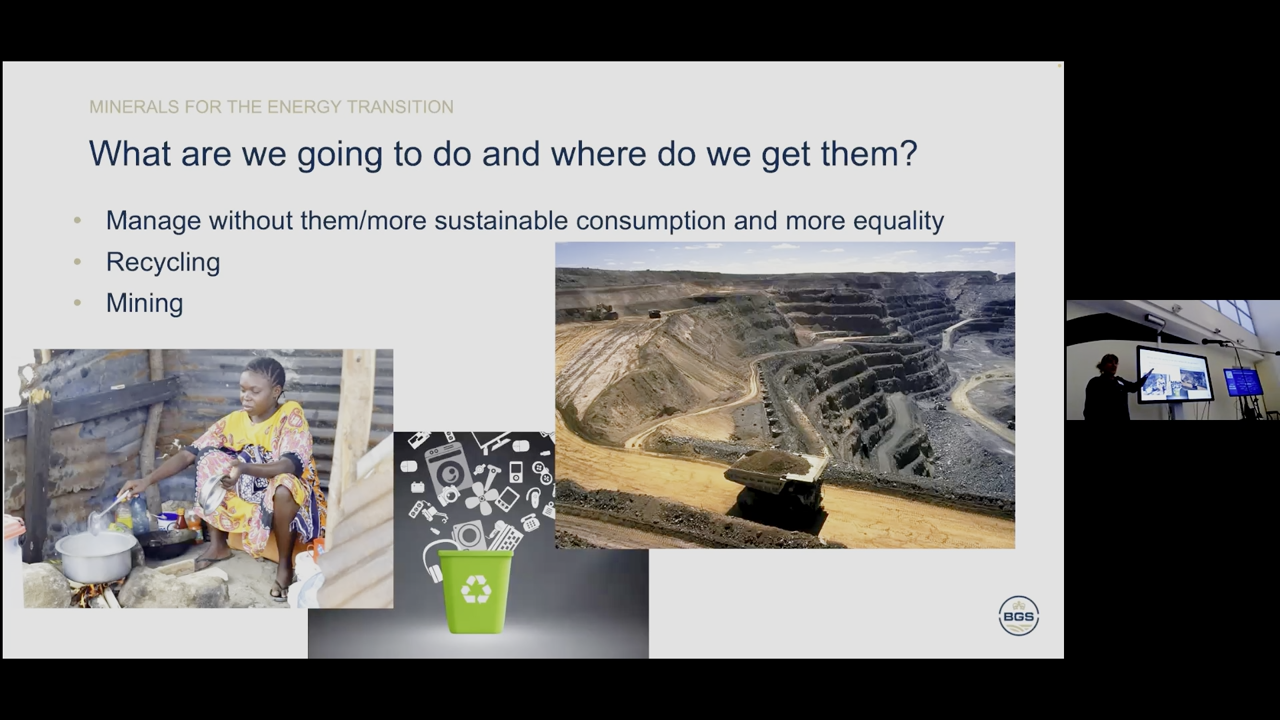 MINERALS FOR THE ENERGY TRANSITION
What are we going to do and where do we get them?
• Manage without them/more sustainable consumption and more equality
• Recycling
• Mining
BGS